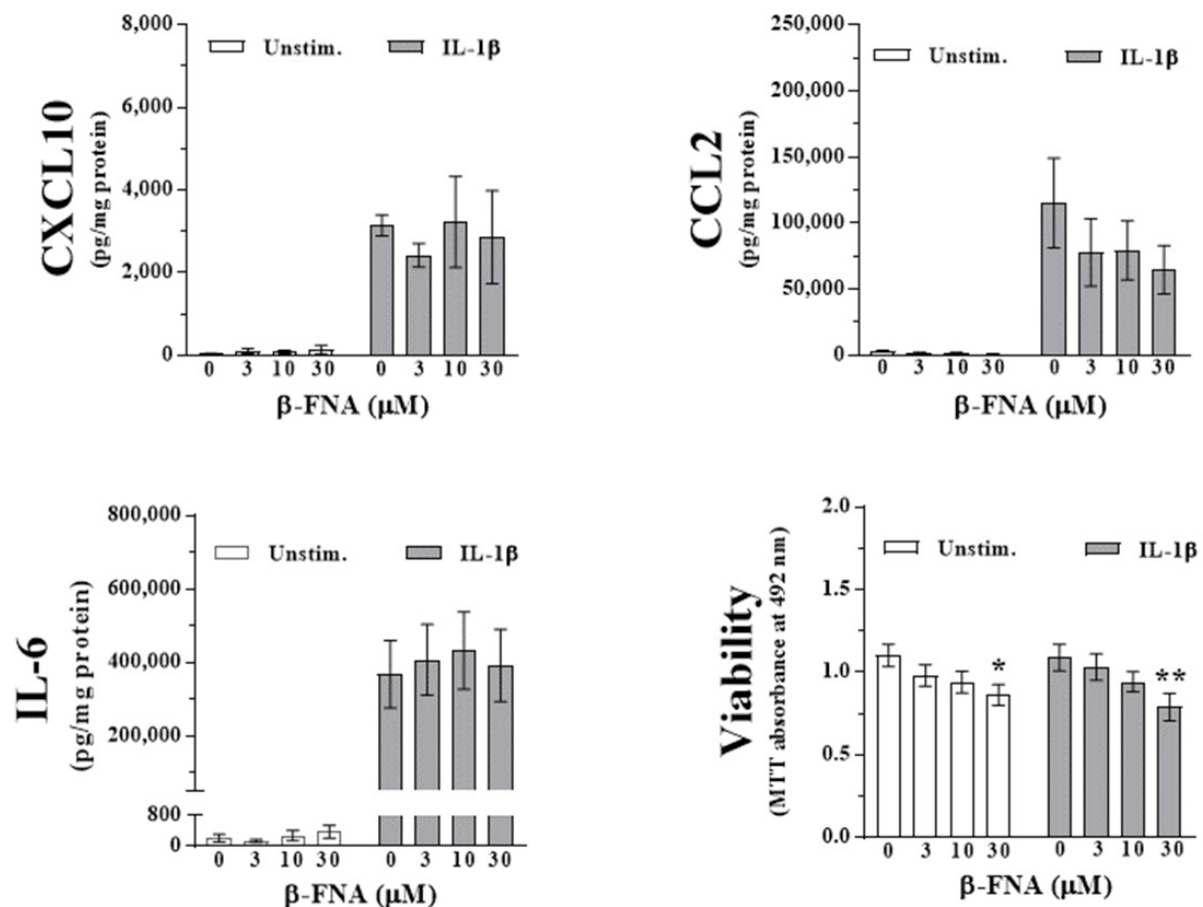 8,000
6,000
4,000
2,000
0
CXCL10
(pg/mg protein)
Unstim. IL-1β
0 3 10 30 0 3 10 30
β-FNA (μM)
250,000
200,000
150,000
100,000
50,000
0
CCL2
(pg/mg protein)
Unstim. IL-1β
0 3 10 30 0 3 10 30
β-FNA (μM)
800,000
600,000
400,000
200,000
800
0
IL-6
(pg/mg protein)
Unstim. IL-1β
0 3 10 30 0 3 10 30
β-FNA (μM)
2.0
1.5
1.0
0.5
0.0
Viability
(MTT absorbance at 492 nm)
Unstim. IL-1β
* **
0 3 10 30 0 3 10 30
β-FNA (μM)